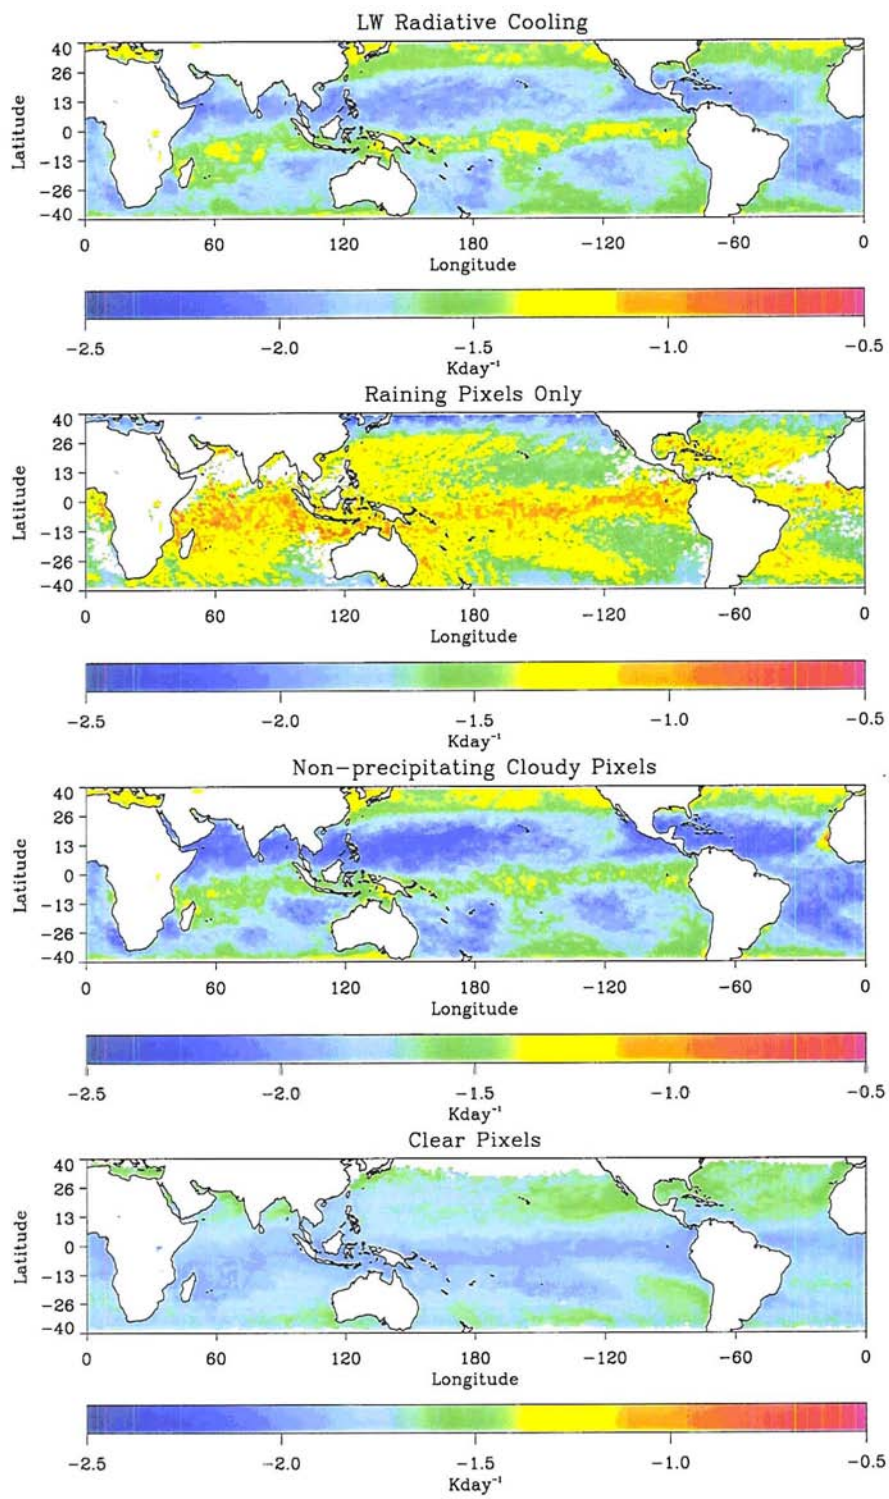 LW Radiative Cooling
40
26
13
0
−13
−26
−40
Latitude
0 60 120 180 −120 −60 0
Longitude
−2.5 −2.0 −1.5 −1.0 −0.5
Kday⁻¹
Raining Pixels Only
40
26
13
0
−13
−26
−40
Latitude
0 60 120 180 −120 −60 0
Longitude
−2.5 −2.0 −1.5 −1.0 −0.5
Kday⁻¹
Non−precipitating Cloudy Pixels
40
26
13
0
−13
−26
−40
Latitude
0 60 120 180 −120 −60 0
Longitude
−2.5 −2.0 −1.5 −1.0 −0.5
Kday⁻¹
Clear Pixels
40
26
13
0
−13
−26
−40
Latitude
0 60 120 180 −120 −60 0
Longitude
−2.5 −2.0 −1.5 −1.0 −0.5
Kday⁻¹